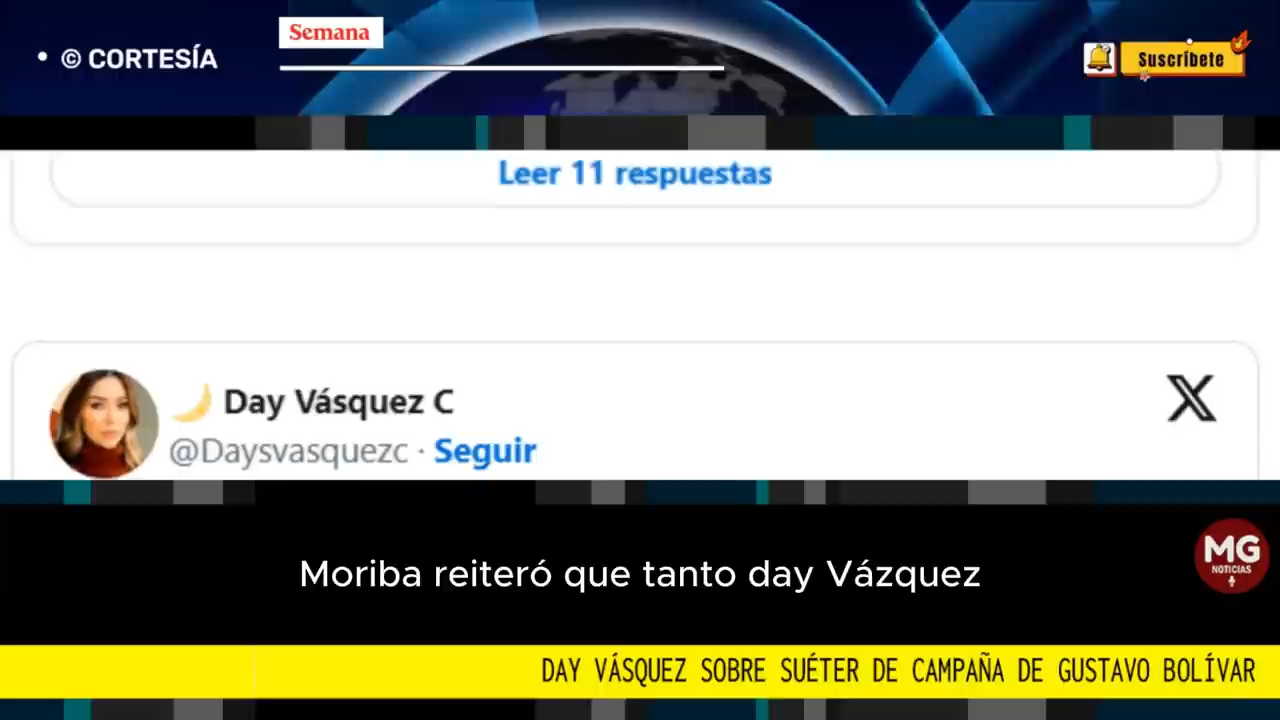 • © CORTESÍA
Semana
Suscríbete
Leer 11 respuestas
🌙 Day Vásquez C
@Daysvasquezc · Seguir
Moriba reiteró que tanto day Vázquez
MG
NOTICIAS
DAY VÁSQUEZ SOBRE SUÉTER DE CAMPAÑA DE GUSTAVO BOLÍVAR